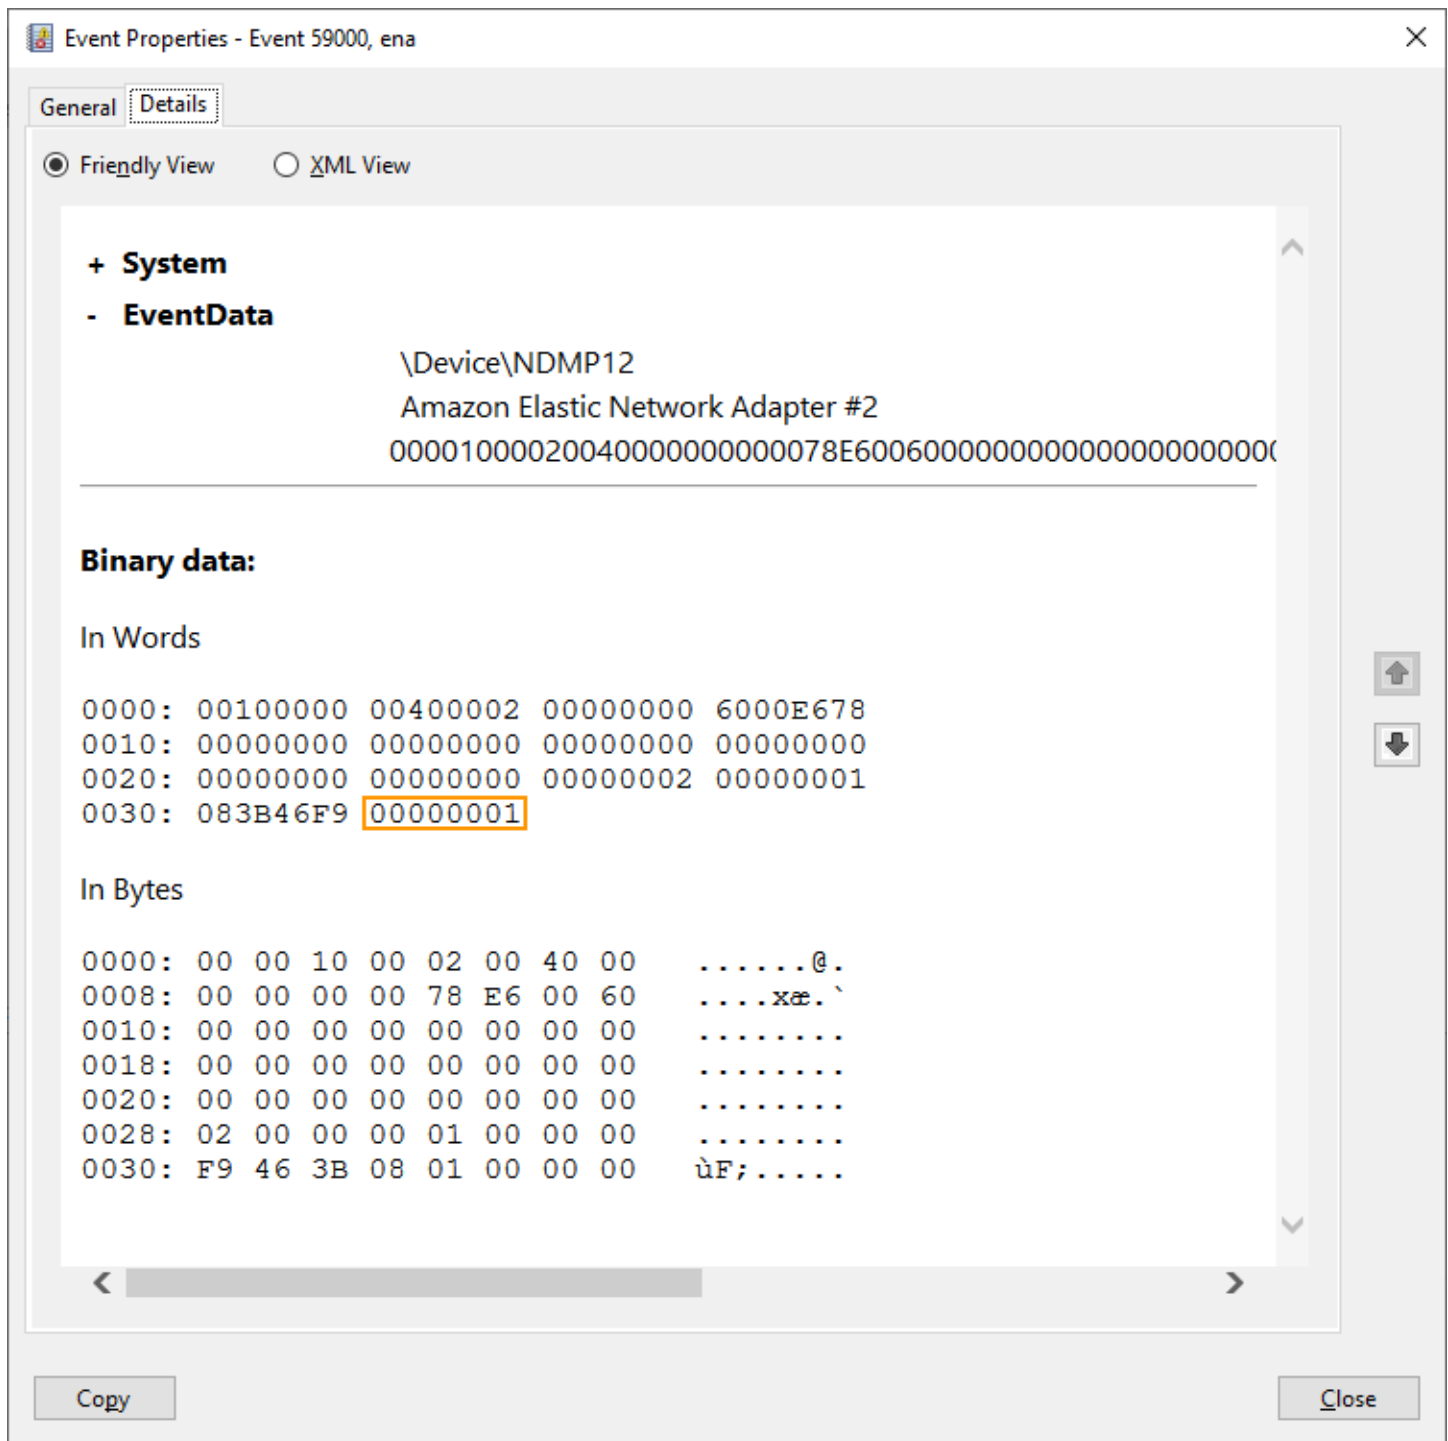 Event Properties - Event 59000, ena
General Details
Friendly View XML View
+ System
- EventData
\Device\NDMP12
Amazon Elastic Network Adapter #2
00001000020040000000000078E6006000000000000000000000
Binary data:
In Words
0000: 00100000 00400002 00000000 6000E678
0010: 00000000 00000000 00000000 00000000
0020: 00000000 00000000 00000002 00000001
0030: 083B46F9 00000001
In Bytes
0000: 00 00 10 00 02 00 40 00 ......@.
0008: 00 00 00 00 78 E6 00 60 ....xæ.`
0010: 00 00 00 00 00 00 00 00 ........
0018: 00 00 00 00 00 00 00 00 ........
0020: 00 00 00 00 00 00 00 00 ........
0028: 02 00 00 00 01 00 00 00 ........
0030: F9 46 3B 08 01 00 00 00 ùF;.....
Copy Close